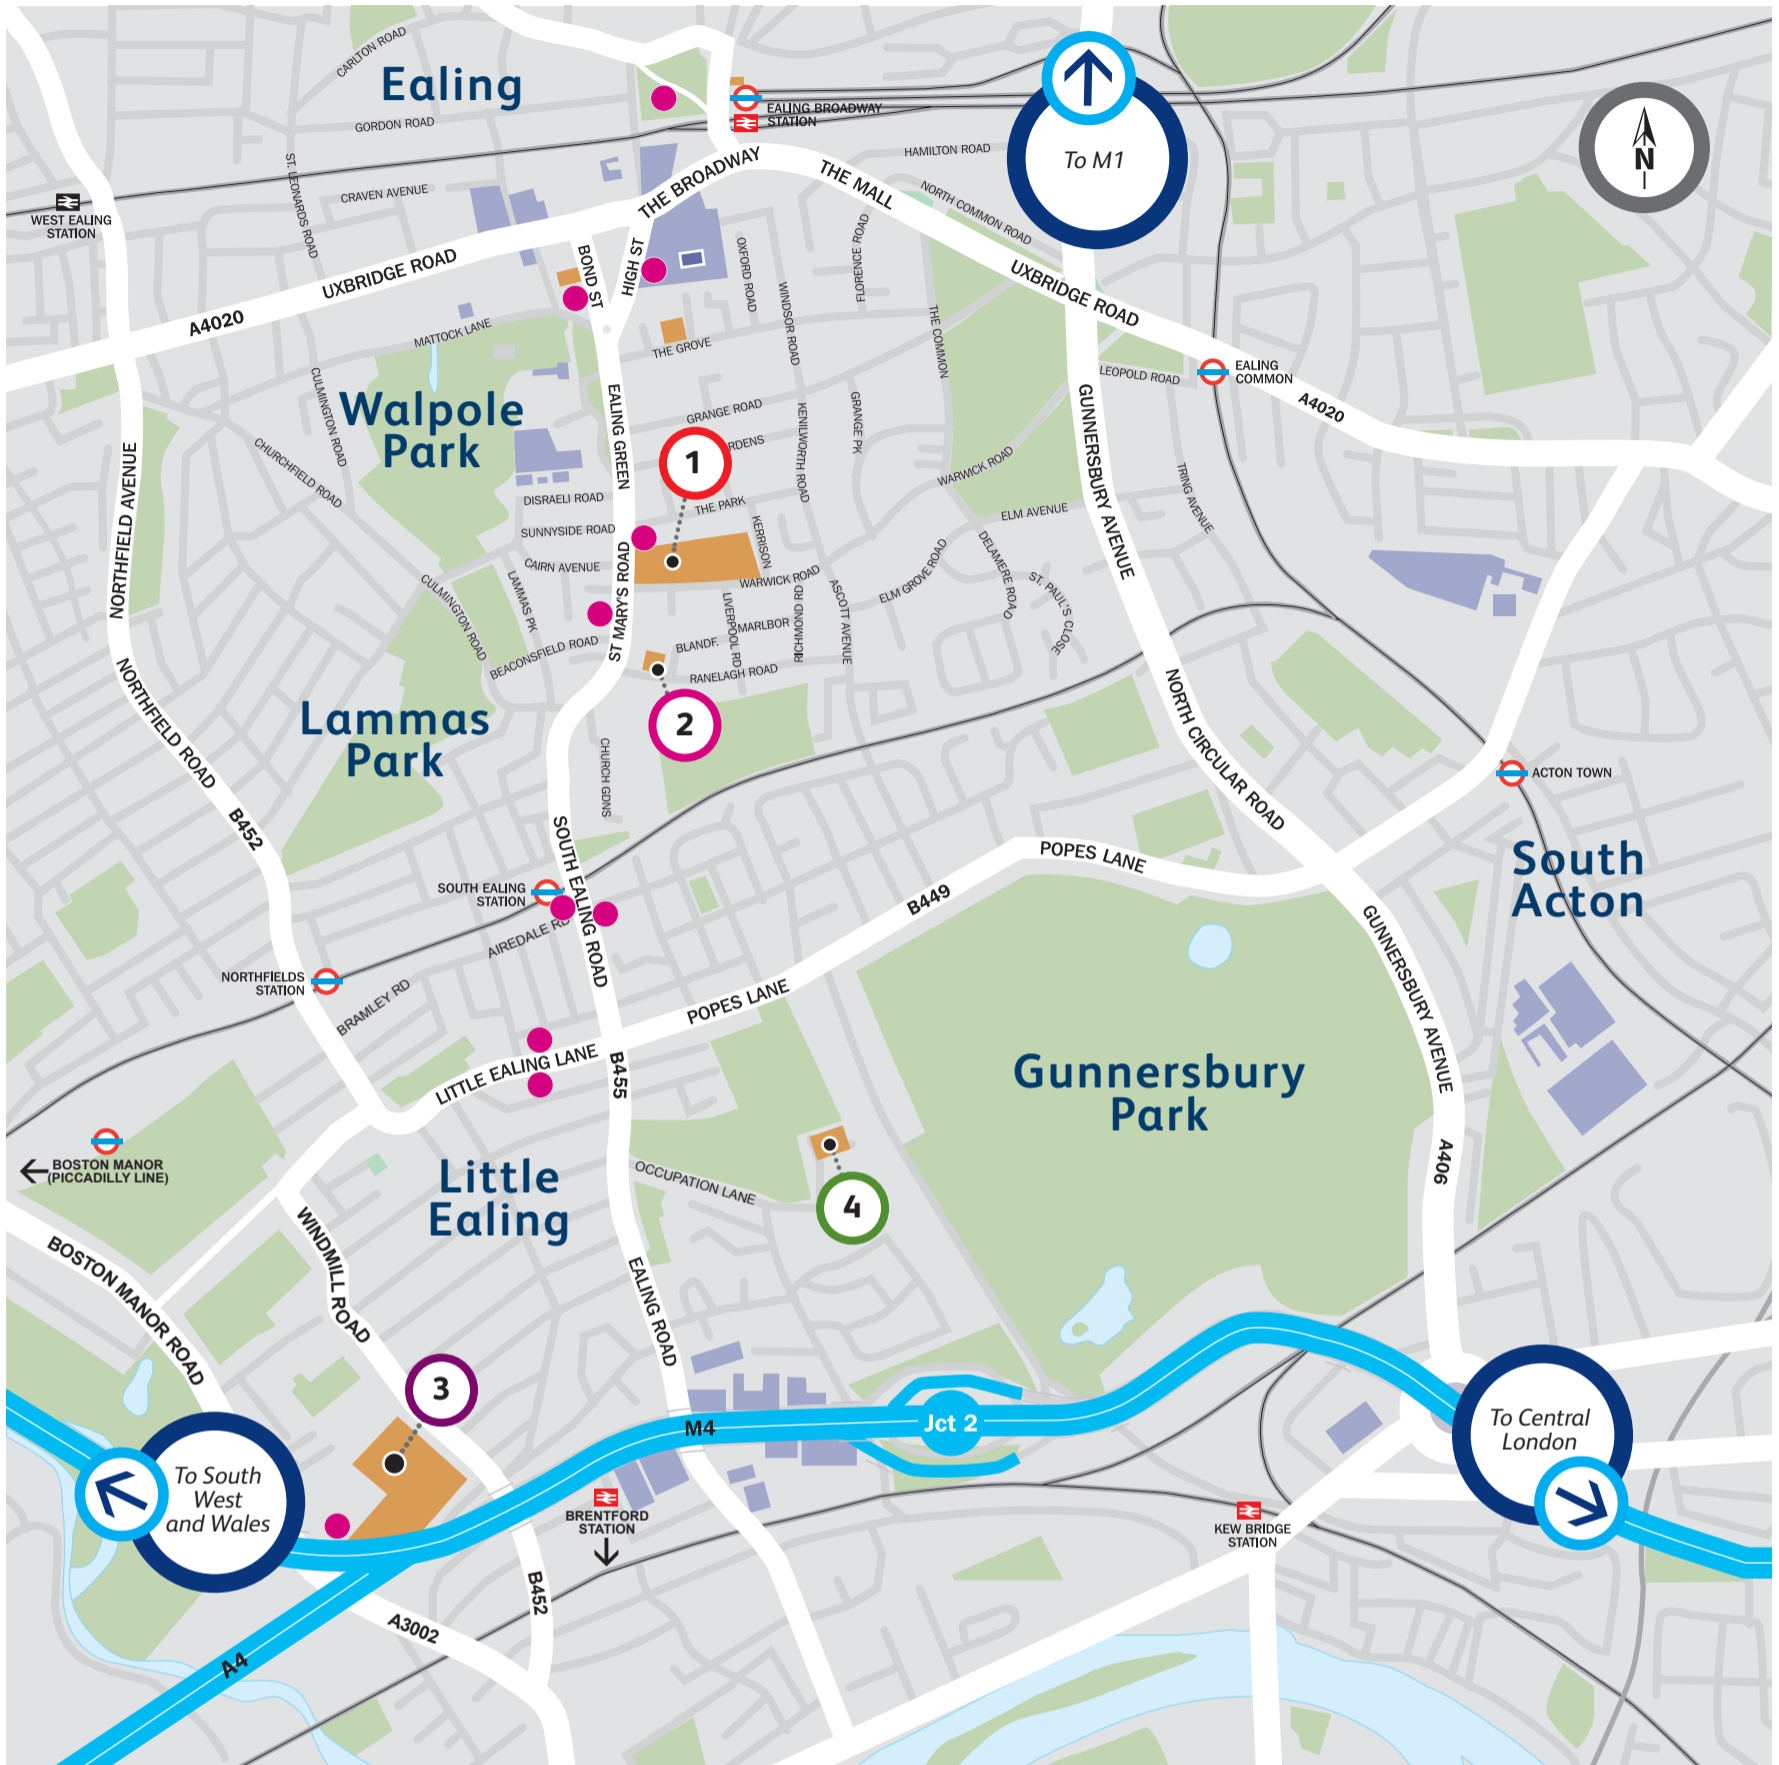 CARLTON ROAD
Ealing
GORDON ROAD
EALING BROADWAY
STATION
To M1
N
HAMILTON ROAD
ST. LEONARDS ROAD
CRAVEN AVENUE
THE BROADWAY
THE MALL
NORTH COMMON ROAD
WEST EALING
STATION
UXBRIDGE ROAD
A4020
BOND ST
HIGH ST
OXFORD ROAD
WINDSOR ROAD
FLORENCE ROAD
THE COMMON
UXBRIDGE ROAD
MATTOCK LANE
THE GROVE
LEOPOLD ROAD
EALING
COMMON
A4020
CULMINGTON ROAD
Walpole
Park
EALING GREEN
GRANGE ROAD
RDENS
KENILWORTH ROAD
GRANGE PK
GUNNERSBURY AVENUE
CHURCHFIELD ROAD
NORTHFIELD AVENUE
1
WARWICK ROAD
TRING AVENUE
DISRAELI ROAD
THE PARK
ELM AVENUE
SUNNYSIDE ROAD
KERRISON
CAIRN AVENUE
ST MARY'S ROAD
WARWICK ROAD
ELM GROVE ROAD
DELAMERE ROAD
ST. PAUL'S CLOSE
CULMINGTON ROAD
LAMMAS PK
LIVERPOOL RD
RICHMOND RD
ASCOTT AVENUE
MARLBOR
BLANDF.
BEACONSFIELD ROAD
RANELAGH ROAD
NORTHFIELD ROAD
Lammas
Park
2
NORTH CIRCULAR ROAD
CHURCH GDNS
ACTON TOWN
B452
SOUTH EALING ROAD
POPES LANE
South
Acton
SOUTH EALING
STATION
B449
AIREDALE RD
GUNNERSBURY AVENUE
NORTHFIELDS
STATION
BRAMLEY RD
POPES LANE
LITTLE EALING LANE
B455
Gunnersbury
Park
A406
BOSTON MANOR
(PICCADILLY LINE)
Little
Ealing
OCCUPATION LANE
4
WINDMILL ROAD
BOSTON MANOR ROAD
EALING ROAD
3
M4
Jct 2
To Central
London
To South
West
and Wales
BRENTFORD
STATION
KEW BRIDGE
STATION
B452
A3002
A4